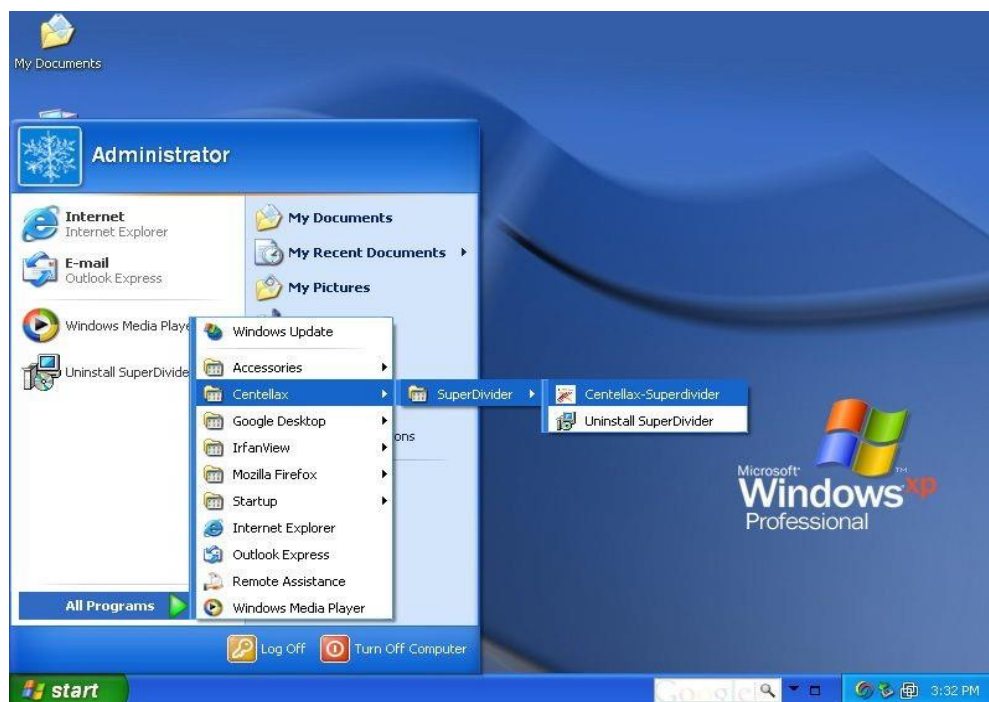 My Documents
Administrator
Internet
Internet Explorer
E-mail
Outlook Express
Windows Media Playe
Uninstall SuperDivide
All Programs
My Documents
My Recent Documents
My Pictures
ons
Windows Update
Accessories
Centellax
Google Desktop
IrfanView
Mozilla Firefox
Startup
Internet Explorer
Outlook Express
Remote Assistance
Windows Media Player
SuperDivider
Centellax-Superdivider
Uninstall SuperDivider
Microsoft
Windows xp
Professional
TM
Log Off
Turn Off Computer
start
Google
3:32 PM